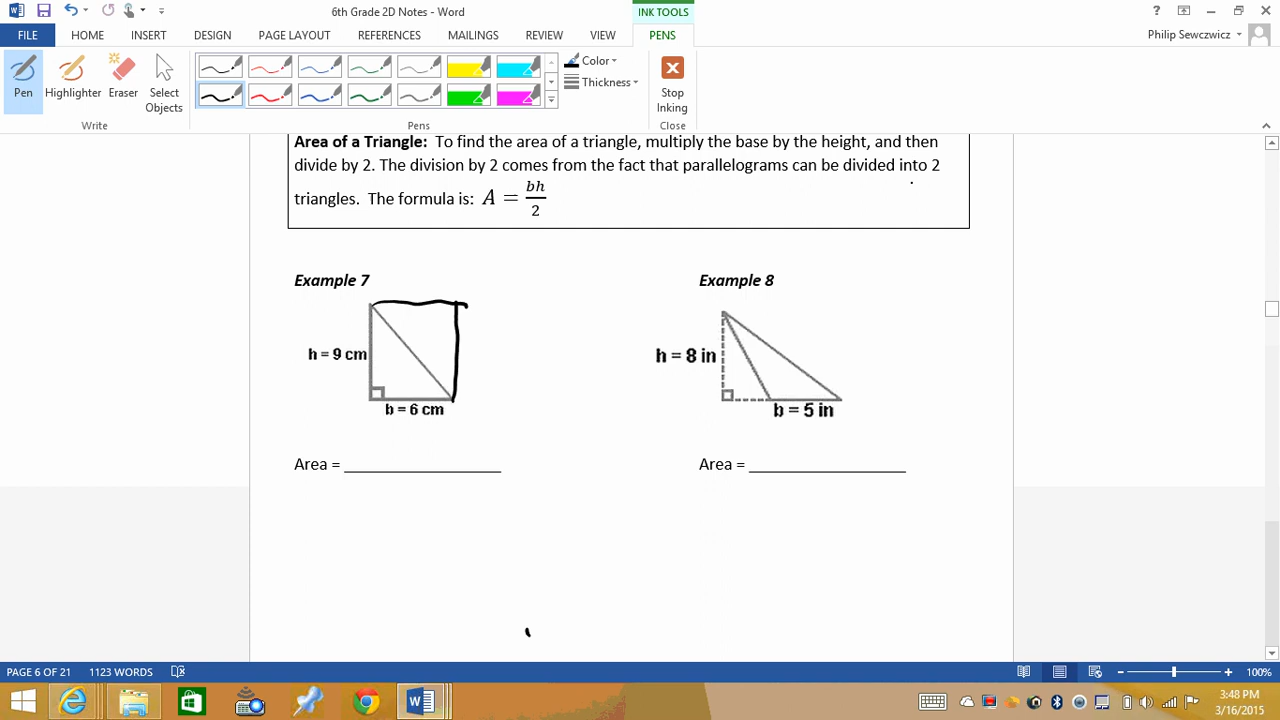 6th Grade 2D Notes - Word
INK TOOLS
?
FILE HOME INSERT DESIGN PAGE LAYOUT REFERENCES MAILINGS REVIEW VIEW PENS
Philip Sewczwicz
Pen Highlighter Eraser Select Objects
Color
Thickness
Stop Inking
Write Pens Close
Area of a Triangle: To find the area of a triangle, multiply the base by the height, and then
divide by 2. The division by 2 comes from the fact that parallelograms can be divided into 2
triangles. The formula is: A = bh/2
Example 7 Example 8
h = 9 cm h = 8 in
b = 6 cm b = 5 in
Area = __________________ Area = __________________
PAGE 6 OF 21 1123 WORDS 100%
3:48 PM
3/16/2015